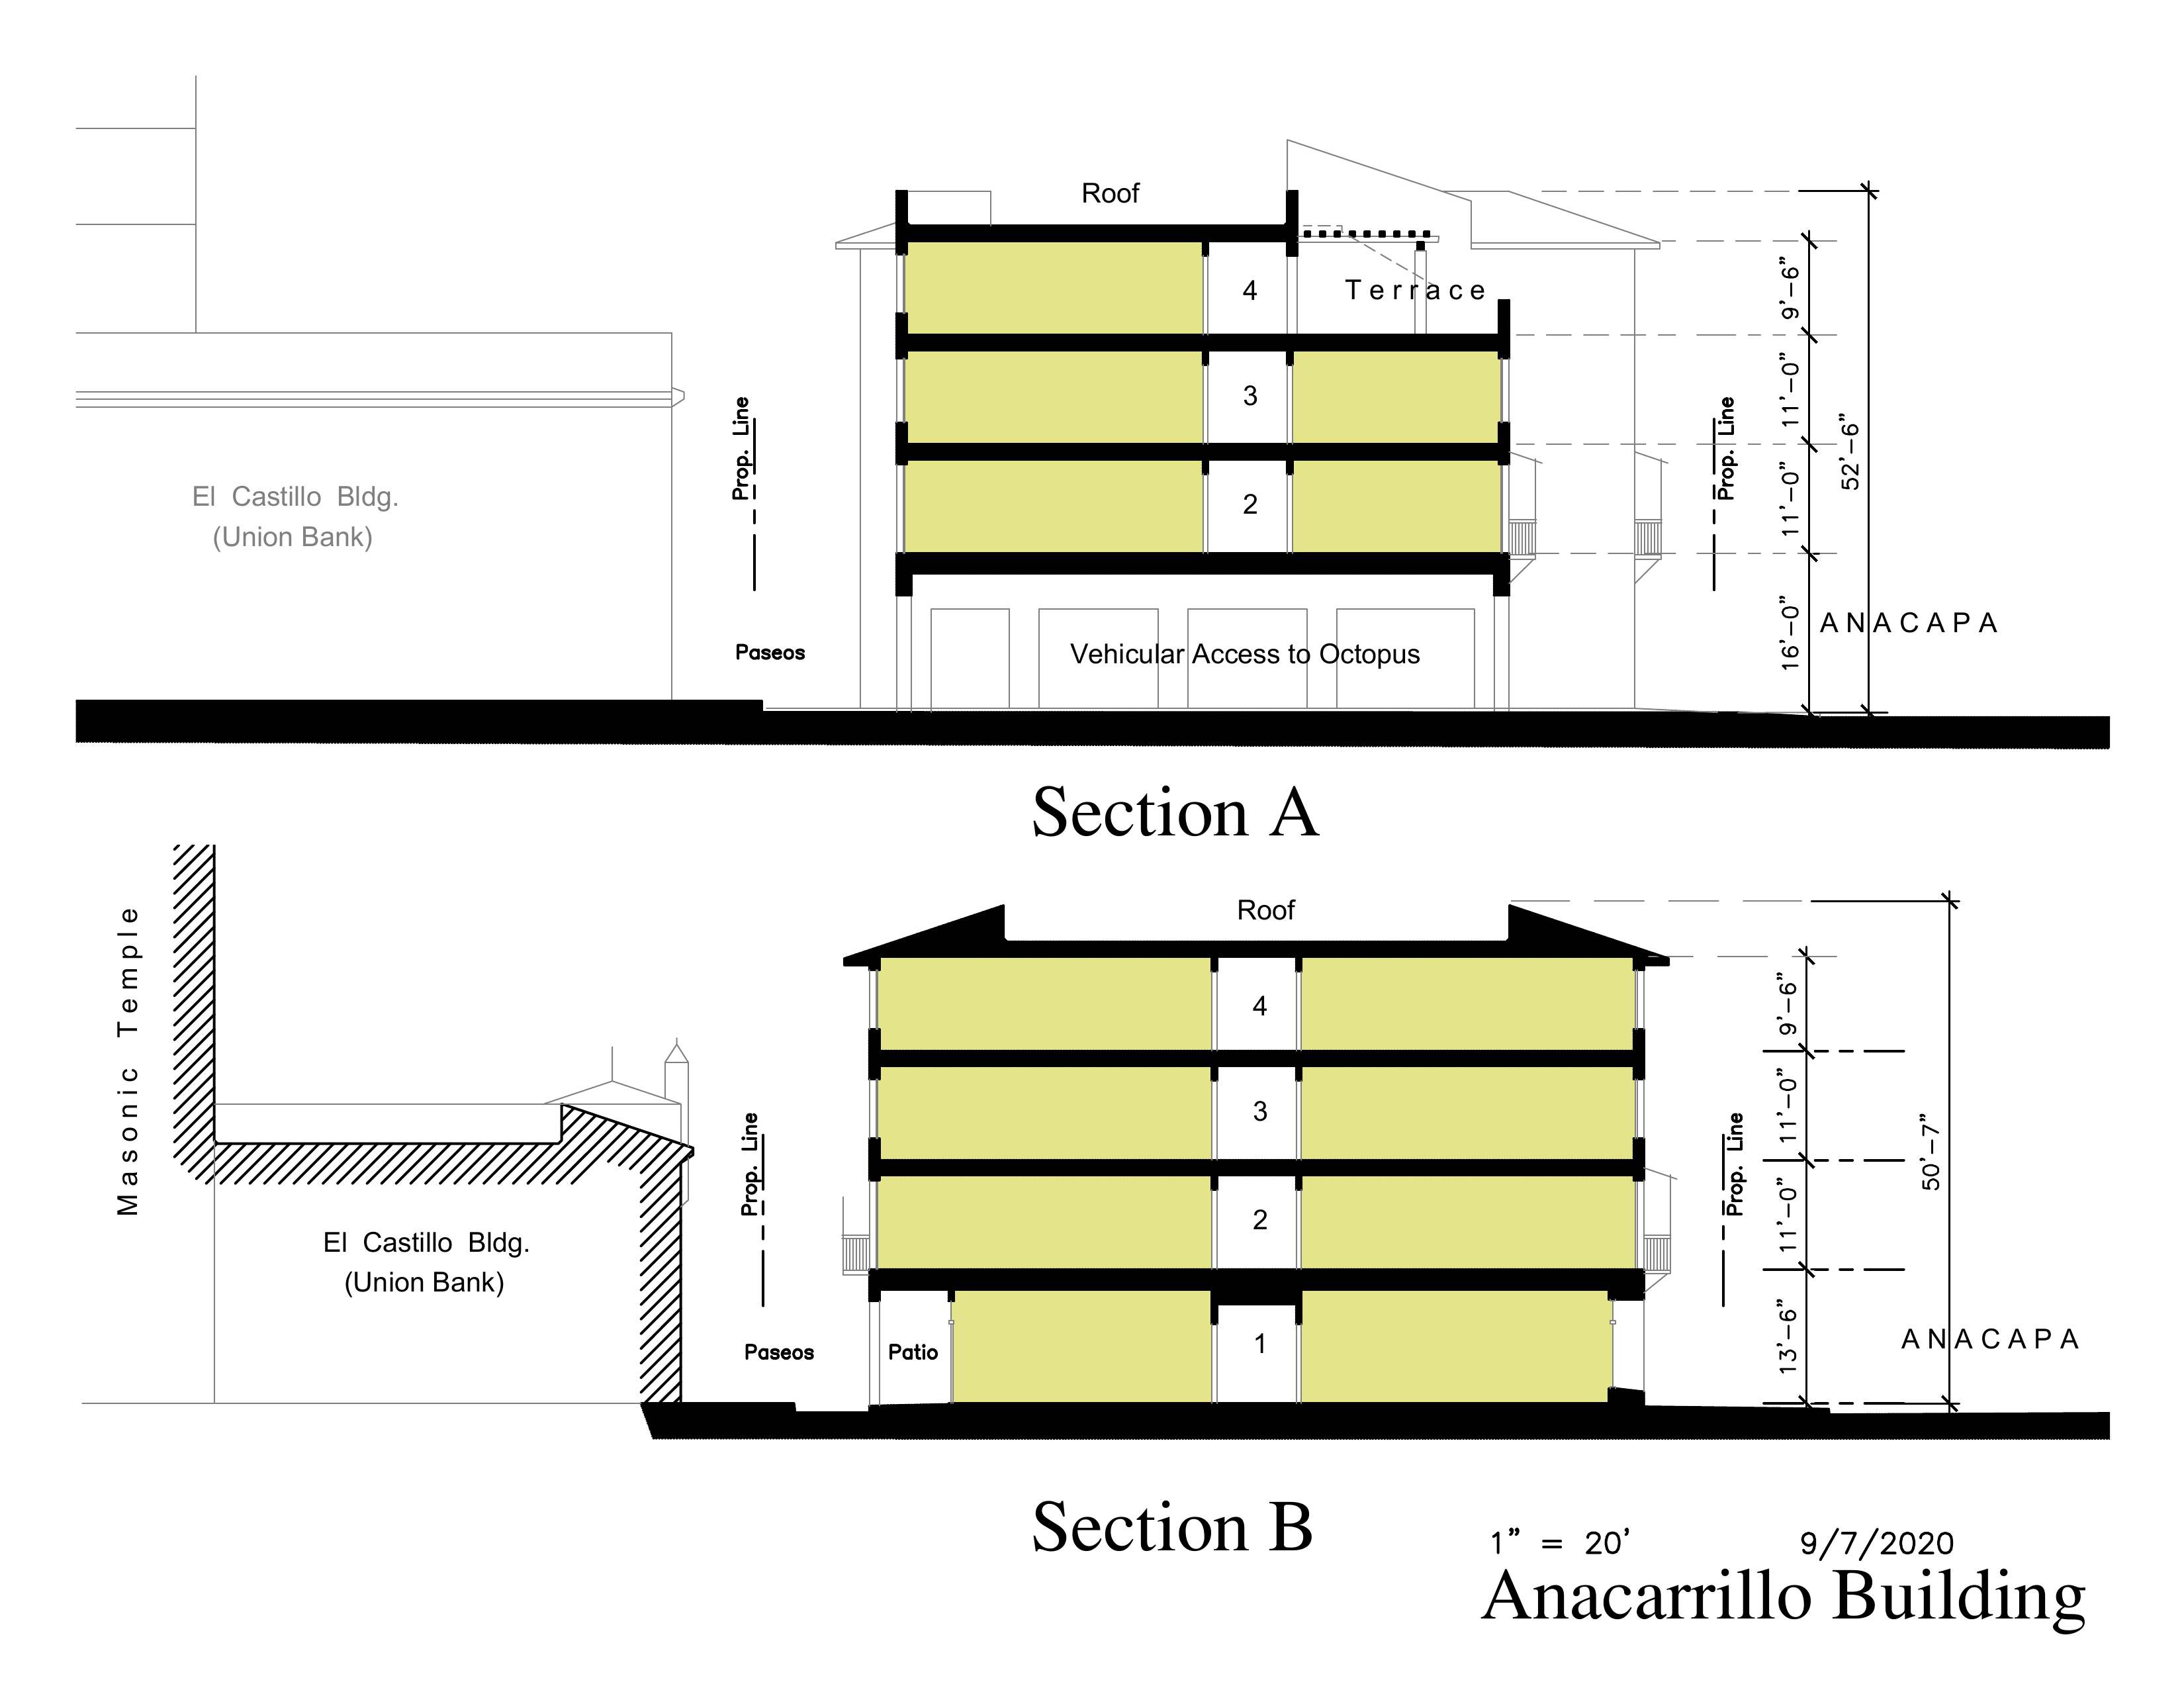 Roof
4
Terrace
9'-6"
3
11'-0"
Prop. Line
Prop. Line
52'-6"
El Castillo Bldg.
(Union Bank)
2
11'-0"
16'-0"
ANACAPA
Paseos
Vehicular Access to Octopus
Section A
Masonic Temple
Roof
4
9'-6"
3
11'-0"
Prop. Line
Prop. Line
50'-7"
2
11'-0"
El Castillo Bldg.
(Union Bank)
1
13'-6"
ANACAPA
Paseos
Patio
Section B
1" = 20'
9/7/2020
Anacarrillo Building